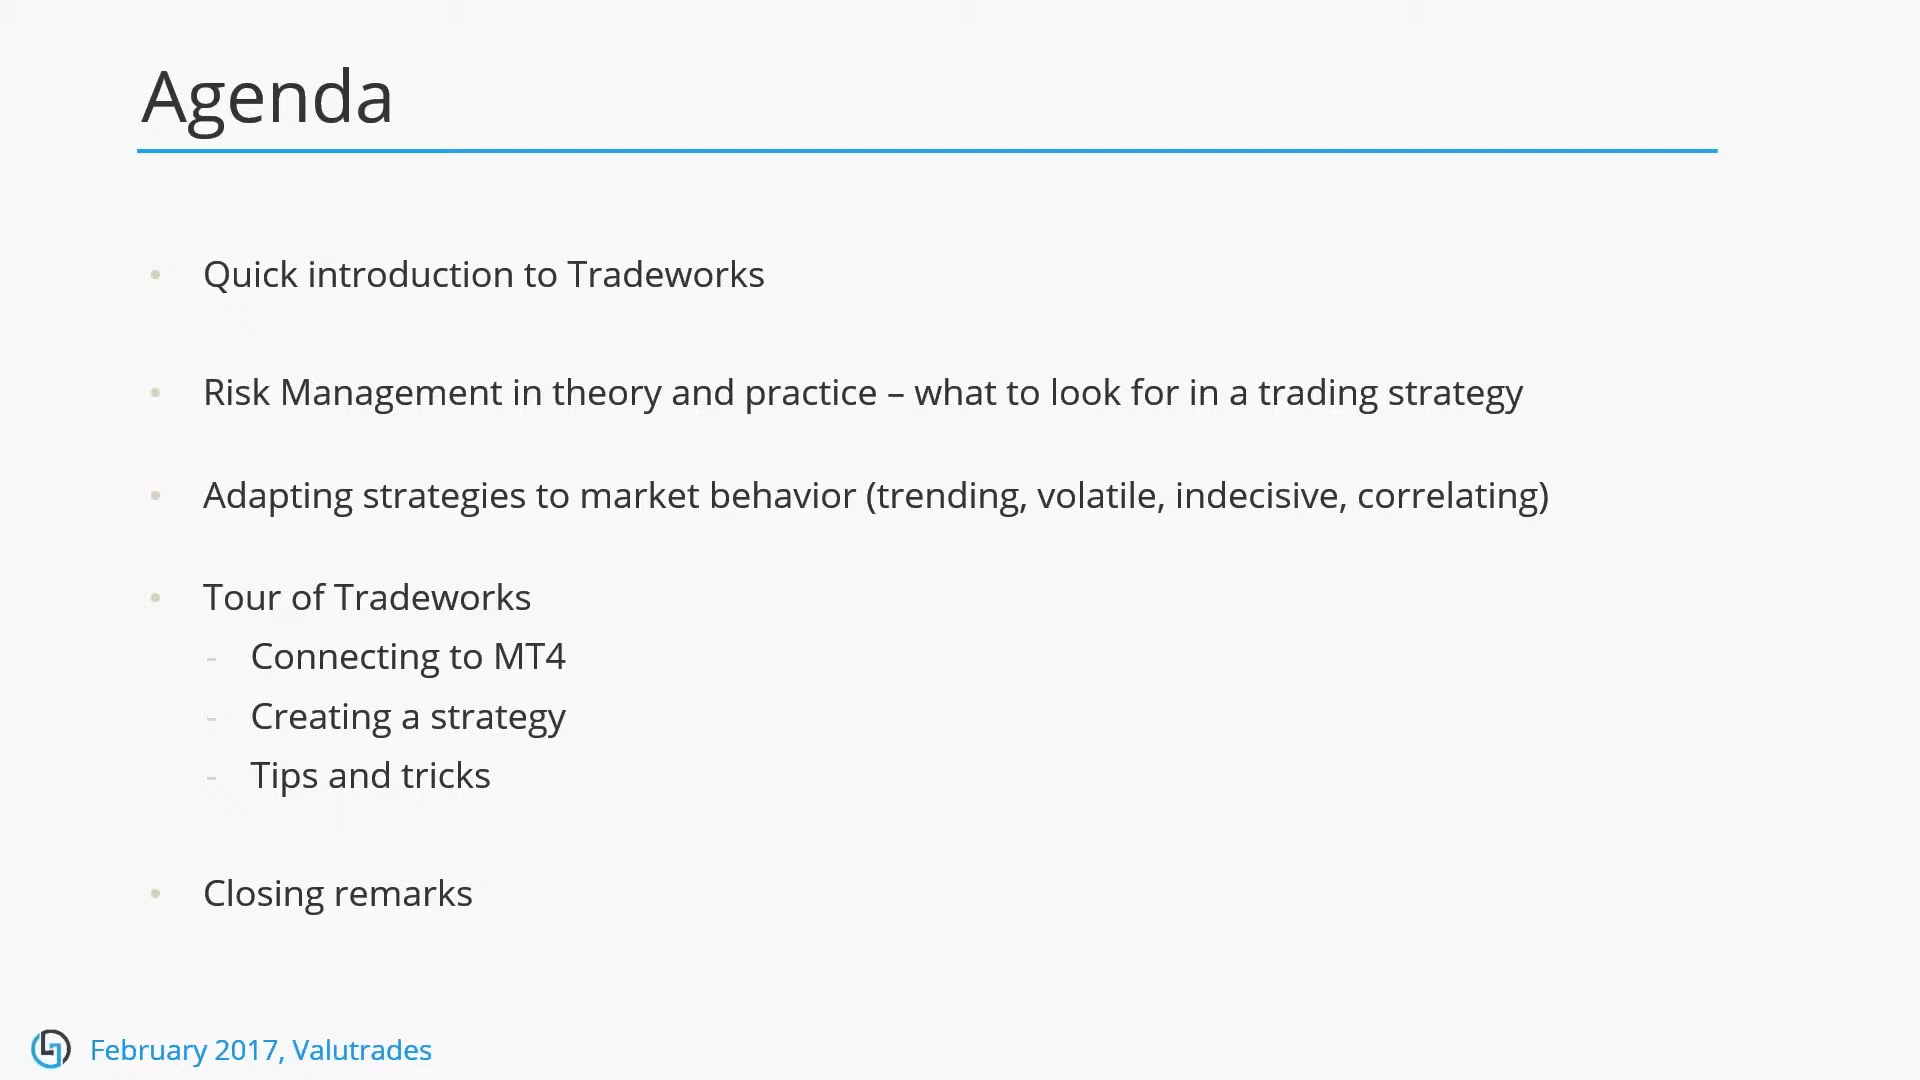 Agenda
• Quick introduction to Tradeworks
• Risk Management in theory and practice – what to look for in a trading strategy
• Adapting strategies to market behavior (trending, volatile, indecisive, correlating)
• Tour of Tradeworks
- Connecting to MT4
- Creating a strategy
- Tips and tricks
• Closing remarks
February 2017, Valutrades